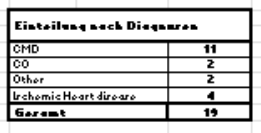 Einteilung nach Diagnosen
CMD 11
CO 2
Other 2
Ischemic Heart disease 4
Gesamt 19